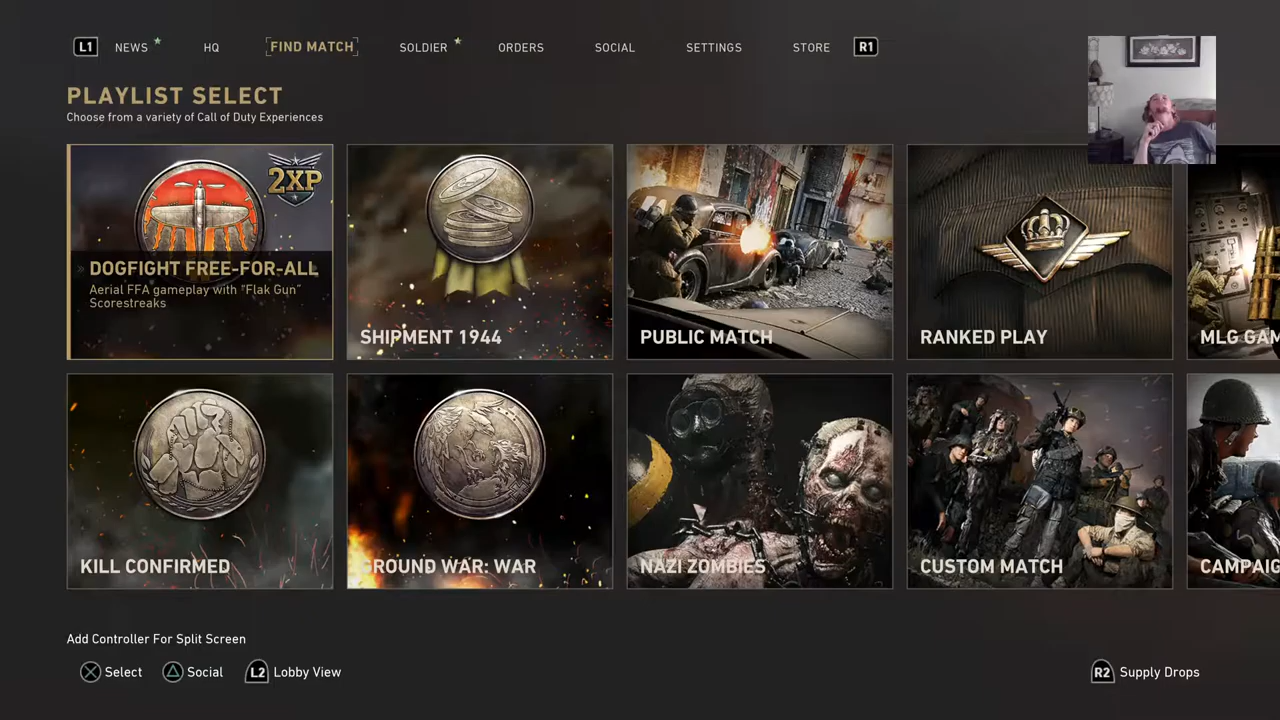 L1 NEWS HQ FIND MATCH SOLDIER ORDERS SOCIAL SETTINGS STORE R1
PLAYLIST SELECT
Choose from a variety of Call of Duty Experiences
2XP
DOGFIGHT FREE-FOR-ALL
Aerial FFA gameplay with "Flak Gun"
Scorestreaks
SHIPMENT 1944
PUBLIC MATCH
RANKED PLAY
MLG GAM
KILL CONFIRMED
GROUND WAR: WAR
NAZI ZOMBIES
CUSTOM MATCH
CAMPAIG
Add Controller For Split Screen
Select Social L2 Lobby View R2 Supply Drops